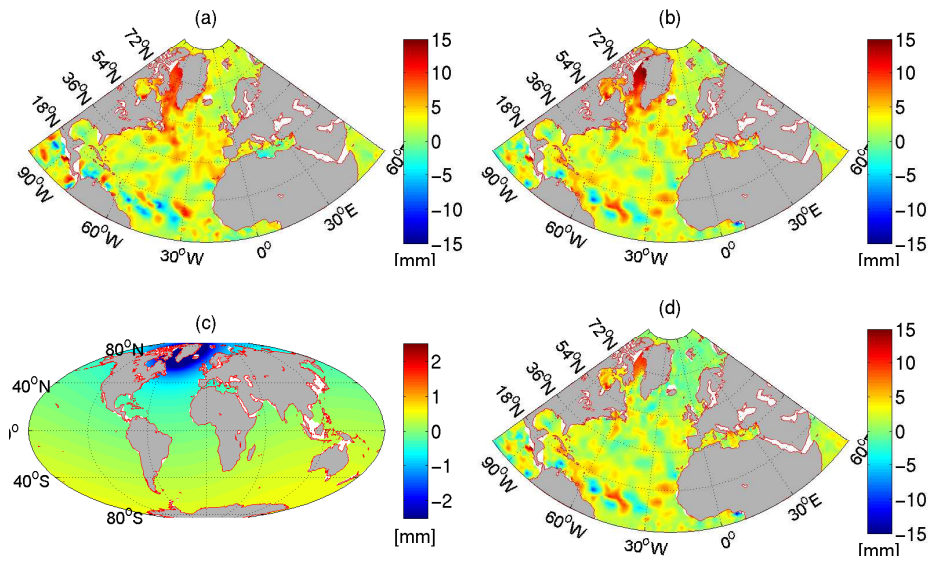 (a)
72°N
54°N
36°N
18°N
90°W
60°W
30°W
0°
30°E
60°
15
10
5
0
−5
−10
−15
[mm]
(b)
72°N
54°N
36°N
18°N
90°W
60°W
30°W
0°
30°E
60°
15
10
5
0
−5
−10
−15
[mm]
(c)
80°N
40°N
°
40°S
80°S
2
1
0
−1
−2
[mm]
(d)
72°N
54°N
36°N
18°N
90°W
60°W
30°W
0°
30°E
60°
15
10
5
0
−5
−10
−15
[mm]